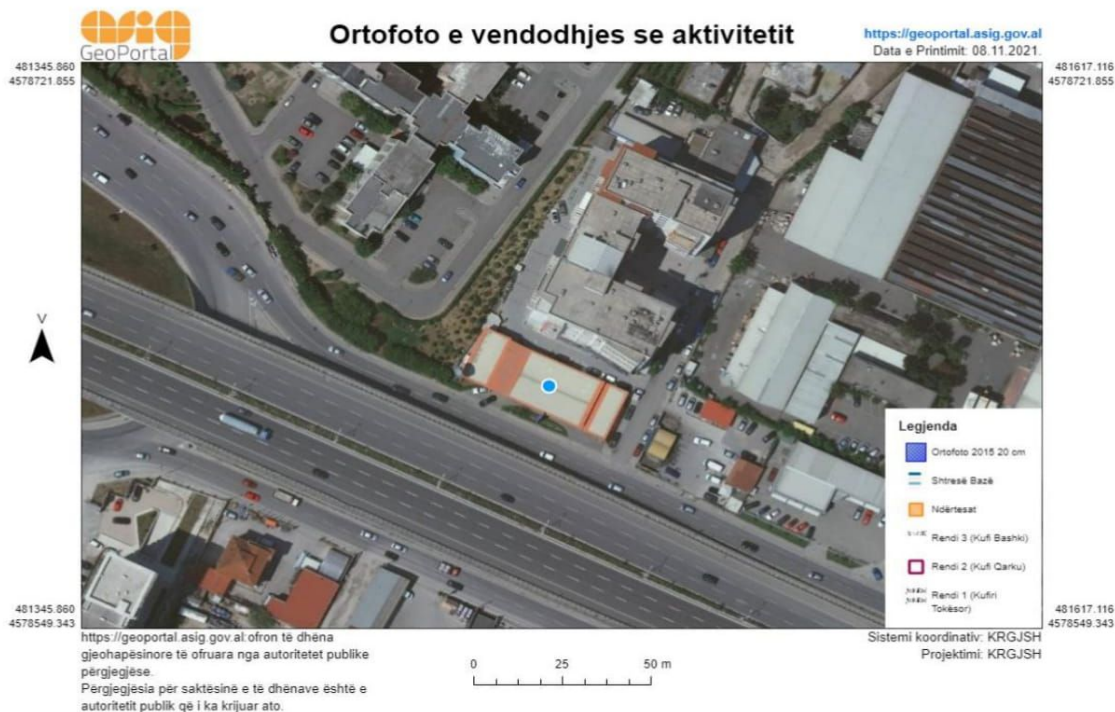 asig
GeoPortal
Ortofoto e vendodhjes se aktivitetit
https://geoportal.asig.gov.al
Data e Printimit: 08.11.2021.
481345.860
4578721.855
481617.116
4578721.855
V
Legjenda
Ortofoto 2015 20 cm
Shtresë Bazë
Ndërtesat
Rendi 3 (Kufi Bashki)
Rendi 2 (Kufi Qarku)
Rendi 1 (Kufiri
Tokësor)
481345.860
4578549.343
481617.116
4578549.343
https://geoportal.asig.gov.al:ofron të dhëna
gjeohapësinore të ofruara nga autoritetet publike
përgjegjëse.
Përgjegjësia për saktësinë e të dhënave është e
autoritetit publik që i ka krijuar ato.
0 25 50 m
Sistemi koordinativ: KRGJSH
Projektimi: KRGJSH